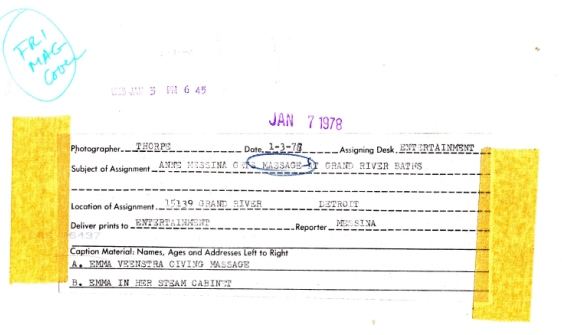 FRI
MAG
Cover
JAN 3 PM 6 45
JAN 7 1978
Photographer THORPE Date 1-3-78 Assigning Desk ENTERTAINMENT
Subject of Assignment ANNE MESSINA GETS MASSAGE AT GRAND RIVER BATHS
Location of Assignment 15139 GRAND RIVER DETROIT
Deliver prints to ENTERTAINMENT Reporter MESSINA
Caption Material: Names, Ages and Addresses Left to Right
A. EMMA VEENSTRA GIVING MASSAGE
B. EMMA IN HER STEAM CABINET